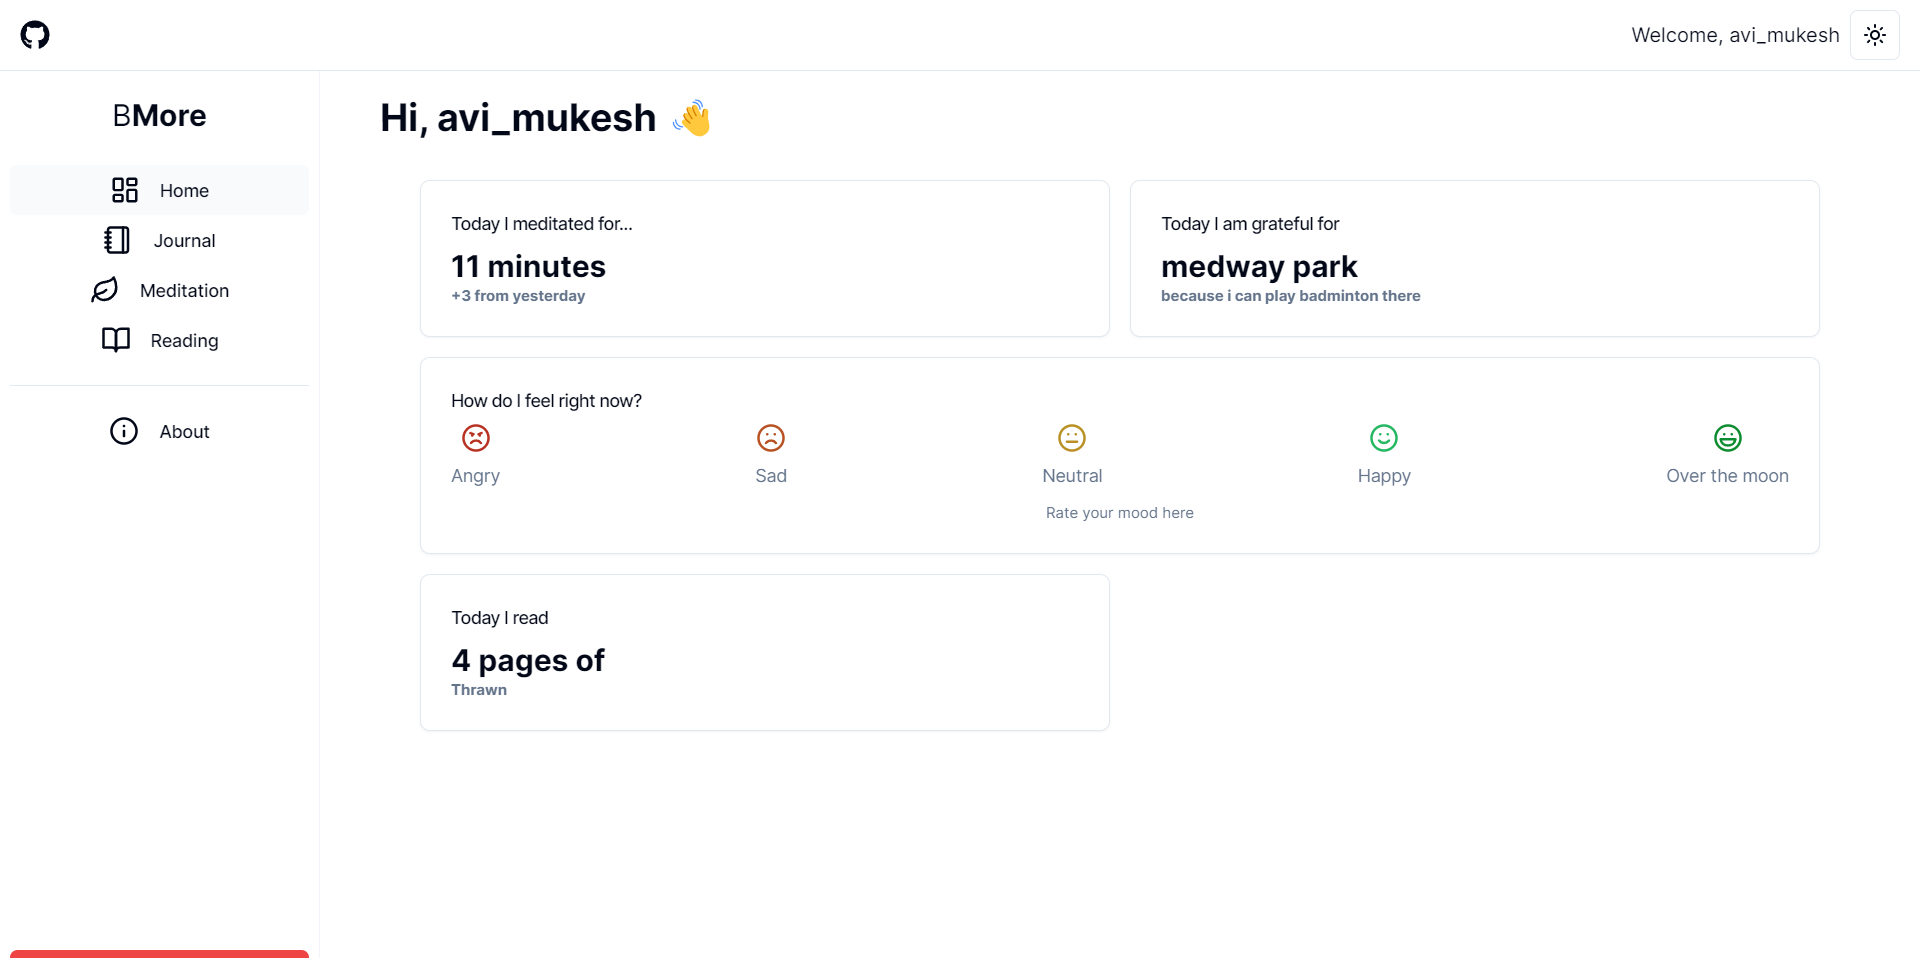 Welcome, avi_mukesh
BMore
Home
Journal
Meditation
Reading
About
Hi, avi_mukesh 👋
Today I meditated for...
11 minutes
+3 from yesterday
Today I am grateful for
medway park
because i can play badminton there
How do I feel right now?
Angry
Sad
Neutral
Happy
Over the moon
Rate your mood here
Today I read
4 pages of
Thrawn